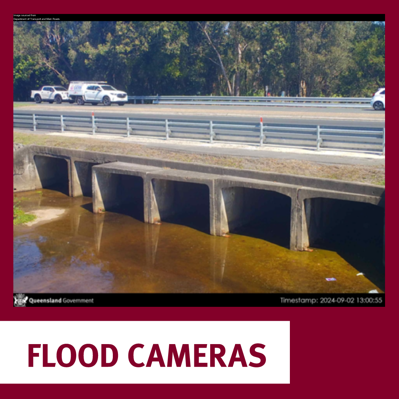 Queensland Government
Timestamp: 2024-09-02 13:00:55
FLOOD CAMERAS